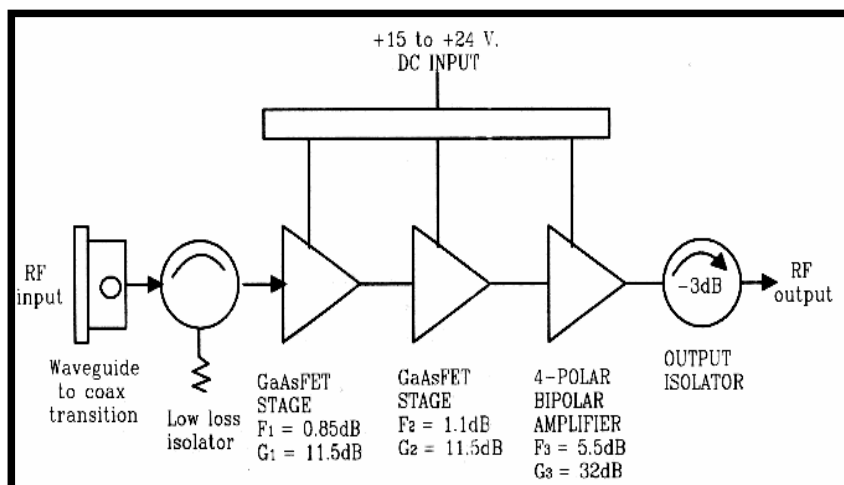 +15 to +24 V.
DC INPUT
RF
input
-3dB
RF
output
Waveguide
to coax
transition
Low loss
isolator
GaAsFET
STAGE
F1 = 0.85dB
G1 = 11.5dB
GaAsFET
STAGE
F2 = 1.1dB
G2 = 11.5dB
4-POLAR
BIPOLAR
AMPLIFIER
F3 = 5.5dB
G3 = 32dB
OUTPUT
ISOLATOR